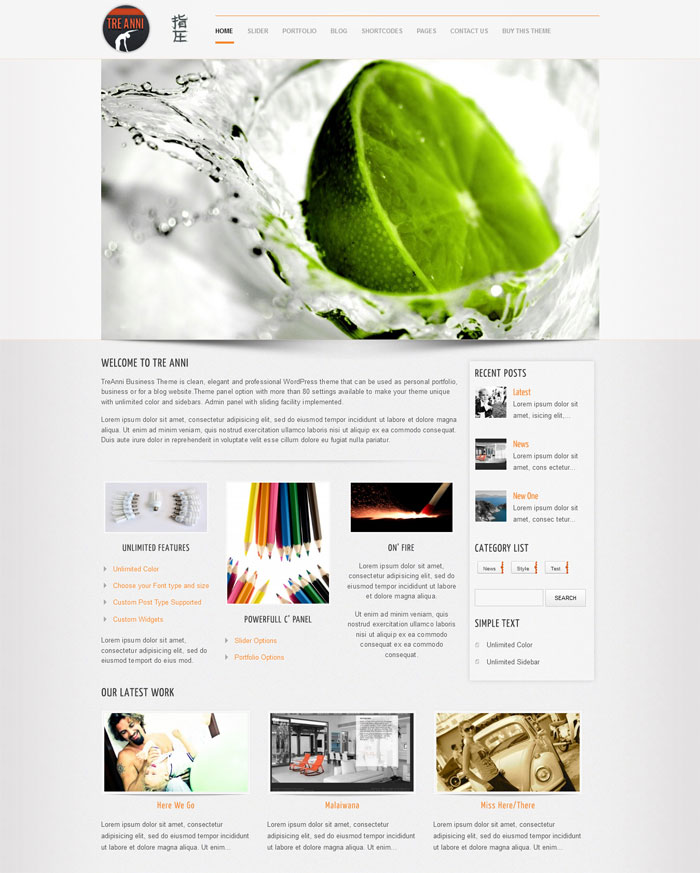 TRE ANNI
指圧
HOME SLIDER PORTFOLIO BLOG SHORTCODES PAGES CONTACT US BUY THIS THEME
WELCOME TO TRE ANNI
TreAnni Business Theme is clean, elegant and professional WordPress theme that can be used as personal portfolio,
business or for a blog website.Theme panel option with more than 80 settings available to make your theme unique
with unlimited color and sidebars. Admin panel with sliding facility implemented.
Lorem ipsum dolor sit amet, consectetur adipisicing elit, sed do eiusmod tempor incididunt ut labore et dolore magna
aliqua. Ut enim ad minim veniam, quis nostrud exercitation ullamco laboris nisi ut aliquip ex ea commodo consequat.
Duis aute irure dolor in reprehenderit in voluptate velit esse cillum dolore eu fugiat nulla pariatur.
UNLIMITED FEATURES
Unlimited Color
Choose your Font type and size
Custom Post Type Supported
Custom Widgets
Lorem ipsum dolor sit amet,
consectetur adipisicing elit, sed do
eiusmod tempor do eius mod.
POWERFULL C' PANEL
Slider Options
Portfolio Options
ON' FIRE
Lorem ipsum dolor sit amet,
consectetur adipisicing elit, sed do
eiusmod tempor incididunt ut labore
et dolore magna aliqua.
Ut enim ad minim veniam, quis
nostrud exercitation ullamco laboris
nisi ut aliquip ex ea commodo
consequat ex ea commodo
consequat.
RECENT POSTS
Latest
Lorem ipsum dolor sit
amet, isicing elit,...
News
Lorem ipsum dolor sit
amet, cons ectetur...
New One
Lorem ipsum dolor sit
amet, consec tetur...
CATEGORY LIST
News Style Text
SEARCH
SIMPLE TEXT
Unlimited Color
Unlimited Sidebar
OUR LATEST WORK
Here We Go
Lorem ipsum dolor sit amet, consectetur
adipisicing elit, sed do eiusmod tempor incididunt
ut labore et dolore magna aliqua. Ut enim...
Malaiwana
Lorem ipsum dolor sit amet, consectetur
adipisicing elit, sed do eiusmod tempor incididunt
ut labore et dolore magna aliqua. Ut enim...
Miss Here/There
Lorem ipsum dolor sit amet, consectetur
adipisicing elit, sed do eiusmod tempor incididunt
ut labore et dolore magna aliqua. Ut enim...